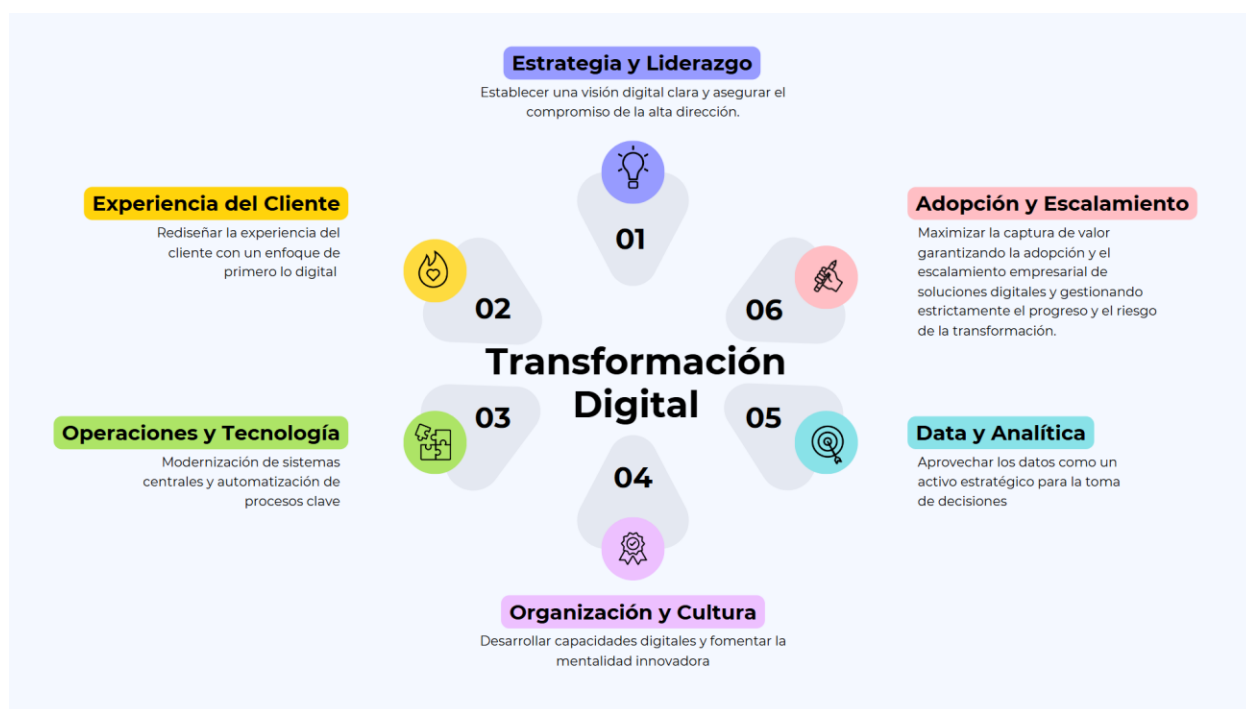 Estrategia y Liderazgo
Establecer una visión digital clara y asegurar el
compromiso de la alta dirección.
01
Experiencia del Cliente
Rediseñar la experiencia del
cliente con un enfoque de
primero lo digital
02
Operaciones y Tecnología
Modernización de sistemas
centrales y automatización de
procesos clave
03
Transformación
Digital
04
Organización y Cultura
Desarrollar capacidades digitales y fomentar la
mentalidad innovadora
05
Data y Analítica
Aprovechar los datos como un
activo estratégico para la toma
de decisiones
06
Adopción y Escalamiento
Maximizar la captura de valor
garantizando la adopción y el
escalamiento empresarial de
soluciones digitales y gestionando
estrictamente el progreso y el riesgo
de la transformación.